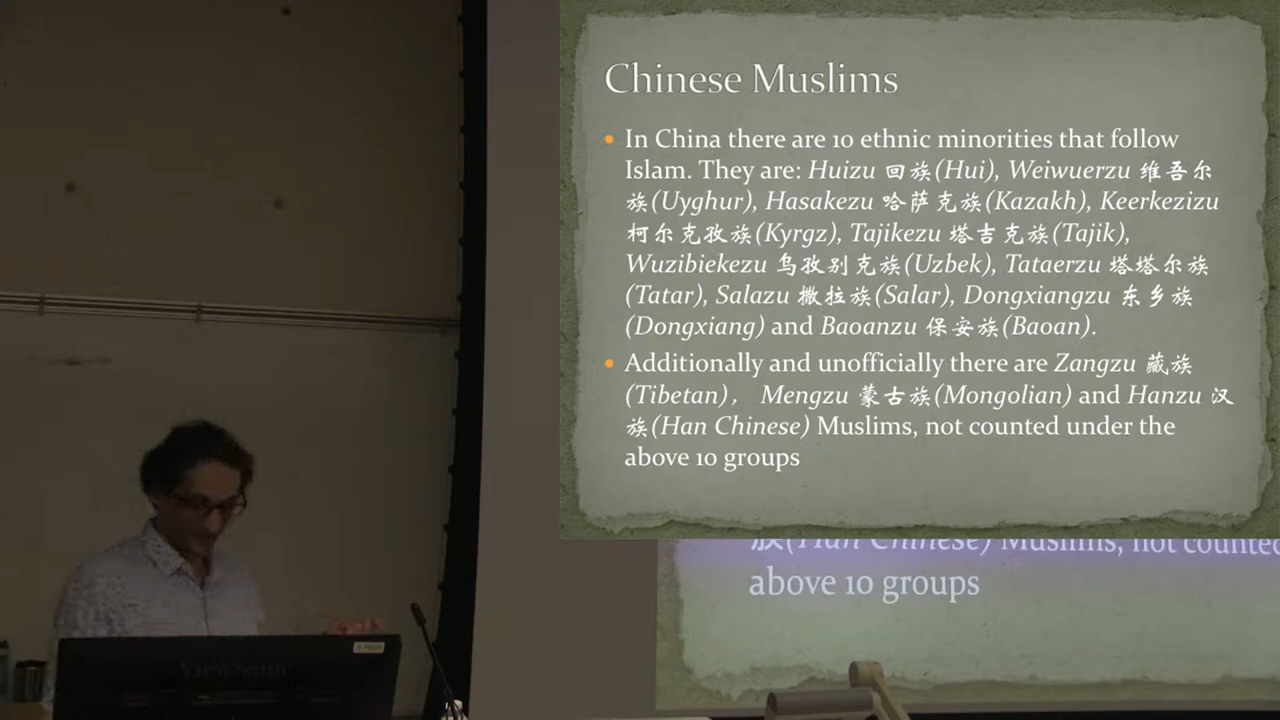 Chinese Muslims
In China there are 10 ethnic minorities that follow
Islam. They are: Huizu 回族(Hui), Weiwuerzu 维吾尔
族(Uyghur), Hasakezu 哈萨克族(Kazakh), Keerkezizu
柯尔克孜族(Kyrgz), Tajikezu 塔吉克族(Tajik),
Wuzibiekezu 乌孜别克族(Uzbek), Tataerzu 塔塔尔族
(Tatar), Salazu 撒拉族(Salar), Dongxiangzu 东乡族
(Dongxiang) and Baoanzu 保安族(Baoan).
Additionally and unofficially there are Zangzu 藏族
(Tibetan), Mengzu 蒙古族(Mongolian) and Hanzu 汉
族(Han Chinese) Muslims, not counted under the
above 10 groups
族(Han Chinese) Muslims, not counted
above 10 groups
ViewSonic